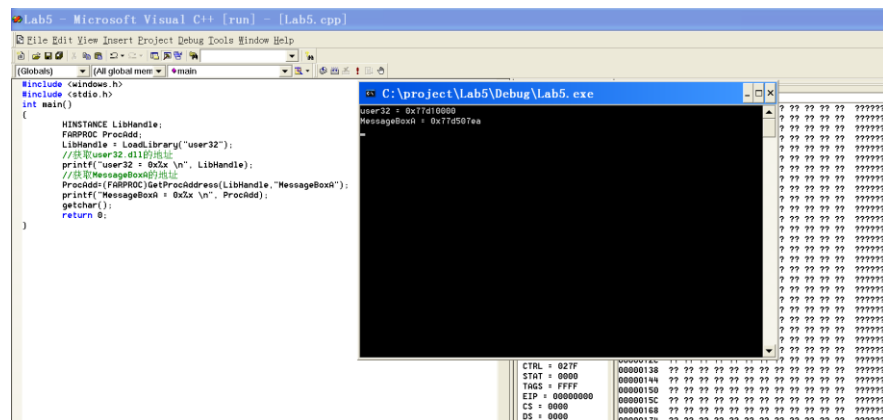 Lab5 - Microsoft Visual C++ [run] - [Lab5.cpp]
File Edit View Insert Project Debug Tools Window Help
(Globals) (All global mem main
#include <windows.h>
#include <stdio.h>
int main()
{
HINSTANCE LibHandle;
FARPROC ProcAdd;
LibHandle = LoadLibrary("user32");
//获取user32.dll的地址
printf("user32 = 0x%x \n", LibHandle);
//获取MessageBoxA的地址
ProcAdd=(FARPROC)GetProcAddress(LibHandle,"MessageBoxA");
printf("MessageBoxA = 0x%x \n", ProcAdd);
getchar();
return 0;
}
C:\project\Lab5\Debug\Lab5.exe
user32 = 0x77d10000
MessageBoxA = 0x77d507ea
CTRL = 027F
STAT = 0000
TAGS = FFFF
EIP = 00000000
CS = 0000
DS = 0000
00000138 ?? ?? ?? ?? ?? ?? ?? ?? ?? ?? ?? ?? ??????
00000144 ?? ?? ?? ?? ?? ?? ?? ?? ?? ?? ?? ?? ??????
00000150 ?? ?? ?? ?? ?? ?? ?? ?? ?? ?? ?? ?? ??????
0000015C ?? ?? ?? ?? ?? ?? ?? ?? ?? ?? ?? ?? ??????
00000168 ?? ?? ?? ?? ?? ?? ?? ?? ?? ?? ?? ?? ??????